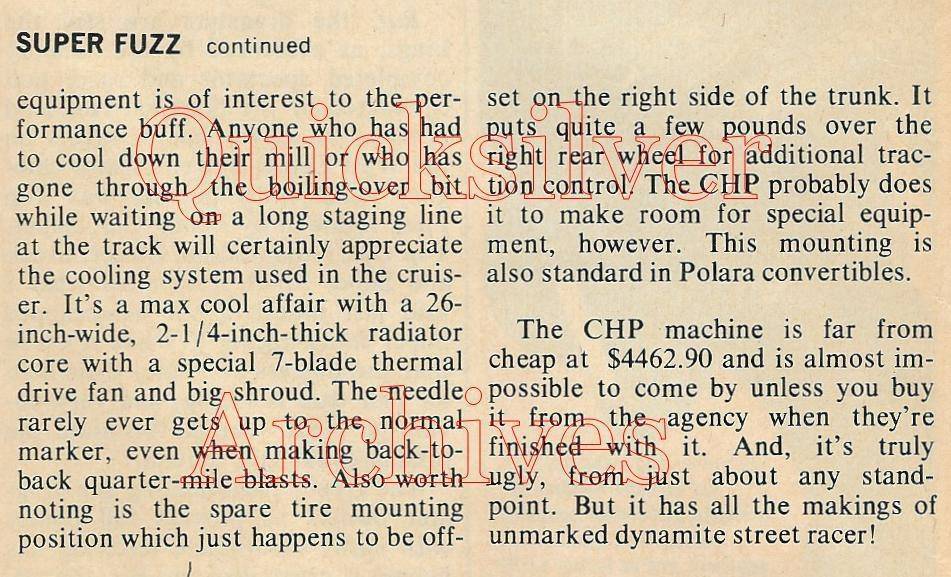 SUPER FUZZ continued
equipment is of interest to the per-
formance buff. Anyone who has had
to cool down their mill or who has
gone through the boiling-over bit
while waiting on a long staging line
at the track will certainly appreciate
the cooling system used in the cruis-
er. It's a max cool affair with a 26-
inch-wide, 2-1/4-inch-thick radiator
core with a special 7-blade thermal
drive fan and big shroud. The needle
rarely ever gets up to the normal
marker, even when making back-to-
back quarter-mile blasts. Also worth
noting is the spare tire mounting
position which just happens to be off-
set on the right side of the trunk. It
puts quite a few pounds over the
right rear wheel for additional trac-
tion control. The CHP probably does
it to make room for special equip-
ment, however. This mounting is
also standard in Polara convertibles.
The CHP machine is far from
cheap at $4462.90 and is almost im-
possible to come by unless you buy
it from the agency when they're
finished with it. And, it's truly
ugly, from just about any stand-
point. But it has all the makings of
unmarked dynamite street racer!
Quicksilver
Archives